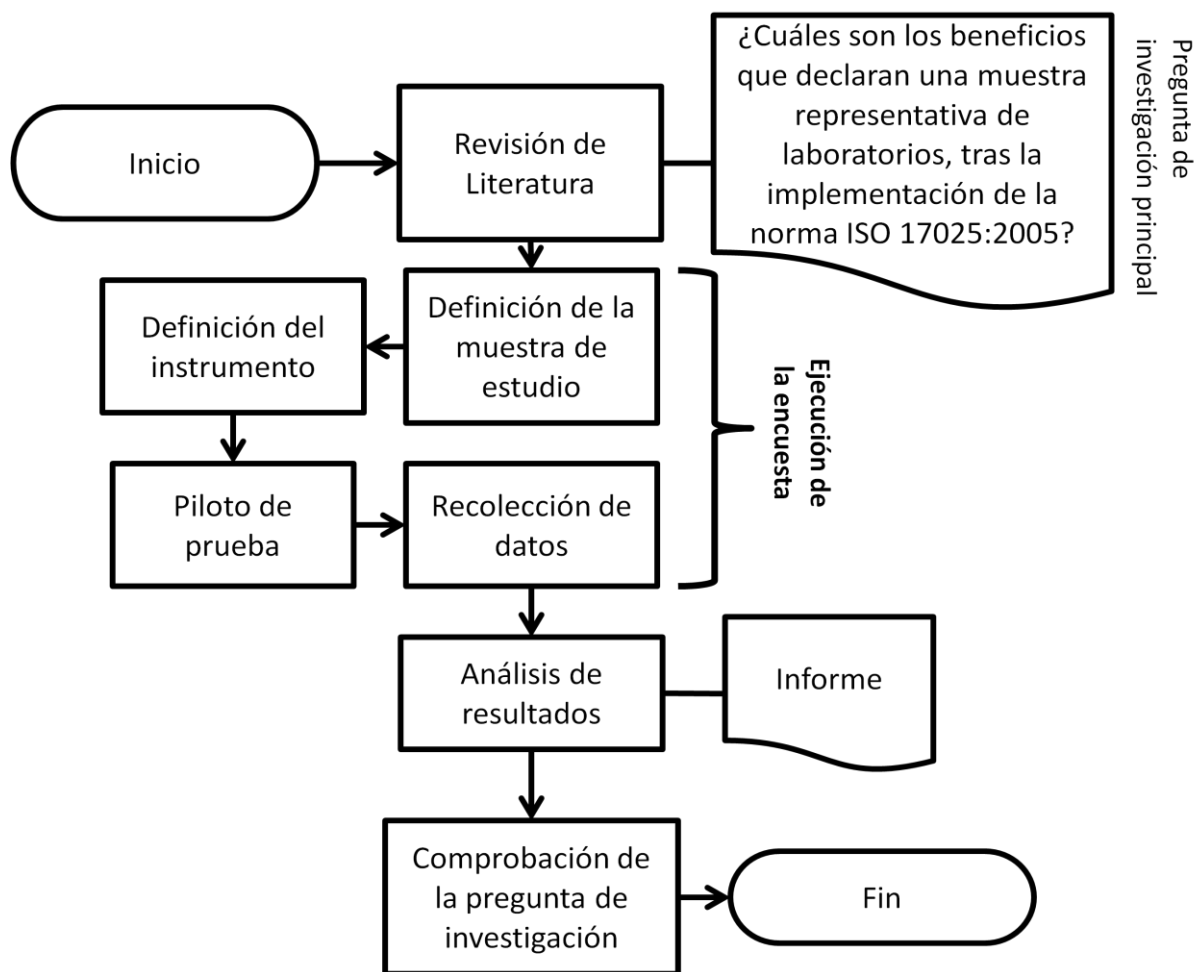 Inicio
Revisión de
Literatura
¿Cuáles son los beneficios
que declaran una muestra
representativa de
laboratorios, tras la
implementación de la
norma ISO 17025:2005?
Pregunta de
investigación principal
Definición de la
muestra de
estudio
Definición del
instrumento
Piloto de
prueba
Recolección de
datos
Ejecución de
la encuesta
Análisis de
resultados
Informe
Comprobación de
la pregunta de
investigación
Fin